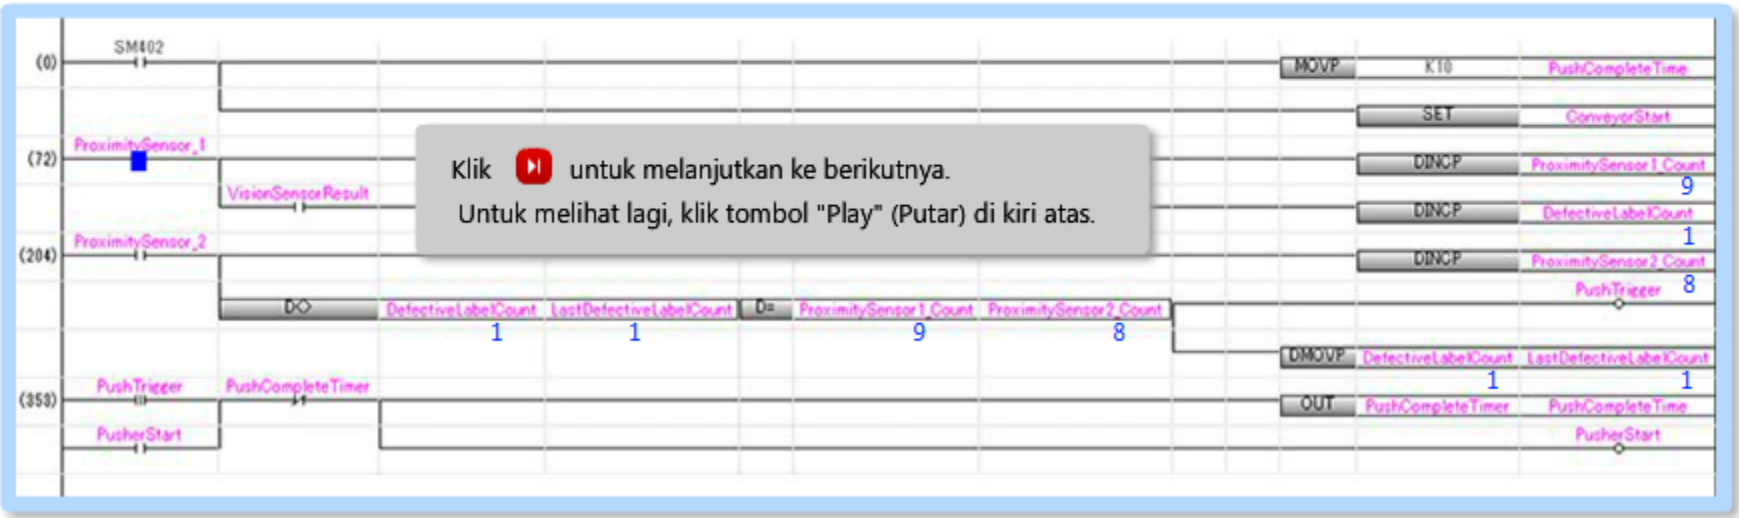 SM402
(0)
MOVP K10 PushCompleteTime
SET ConveyorStart
ProximitySensor_1
(72)
DINCP ProximitySensor1_Count
9
VisionSensorResult
DINCP DefectiveLabelCount
1
Klik untuk melanjutkan ke berikutnya.
Untuk melihat lagi, klik tombol "Play" (Putar) di kiri atas.
ProximitySensor_2
(204)
DINCP ProximitySensor2_Count
8
PushTrigger
D<> DefectiveLabelCount LastDefectiveLabelCount D= ProximitySensor1_Count ProximitySensor2_Count
1 1 9 8
DMOVP DefectiveLabelCount LastDefectiveLabelCount
1 1
PushTrigger PushCompleteTimer
(353)
OUT PushCompleteTimer PushCompleteTime
PusherStart PusherStart